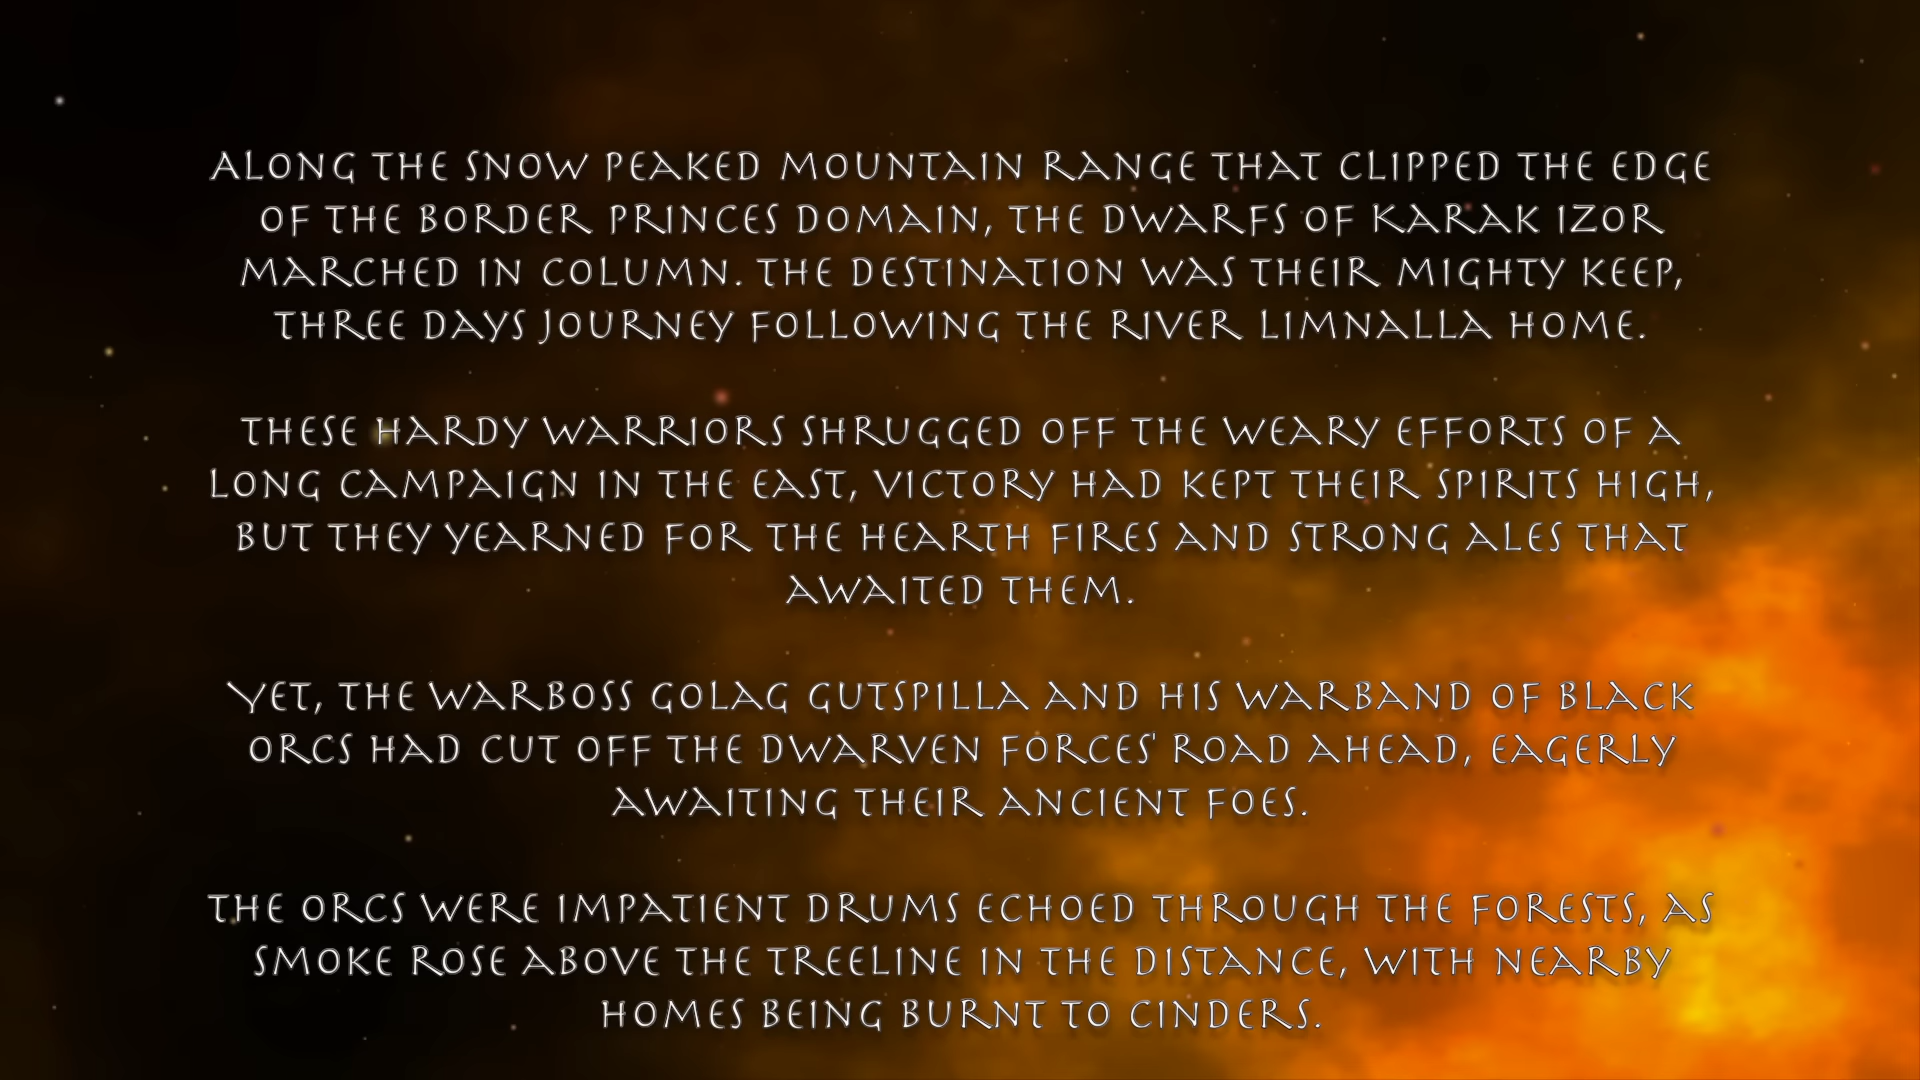 Along the snow peaked mountain range that clipped the edge
of the Border Princes domain, the Dwarfs of Karak Izor
marched in column. The destination was their mighty keep,
three days journey following the River Limnalla home.
These hardy warriors shrugged off the weary efforts of a
long campaign in the east, victory had kept their spirits high,
but they yearned for the hearth fires and strong ales that
awaited them.
Yet, the Warboss Golag Gutspilla and his warband of Black
Orcs had cut off the Dwarven forces' road ahead, eagerly
awaiting their ancient foes.
The Orcs were impatient drums echoed through the forests, as
smoke rose above the treeline in the distance, with nearby
homes being burnt to cinders.